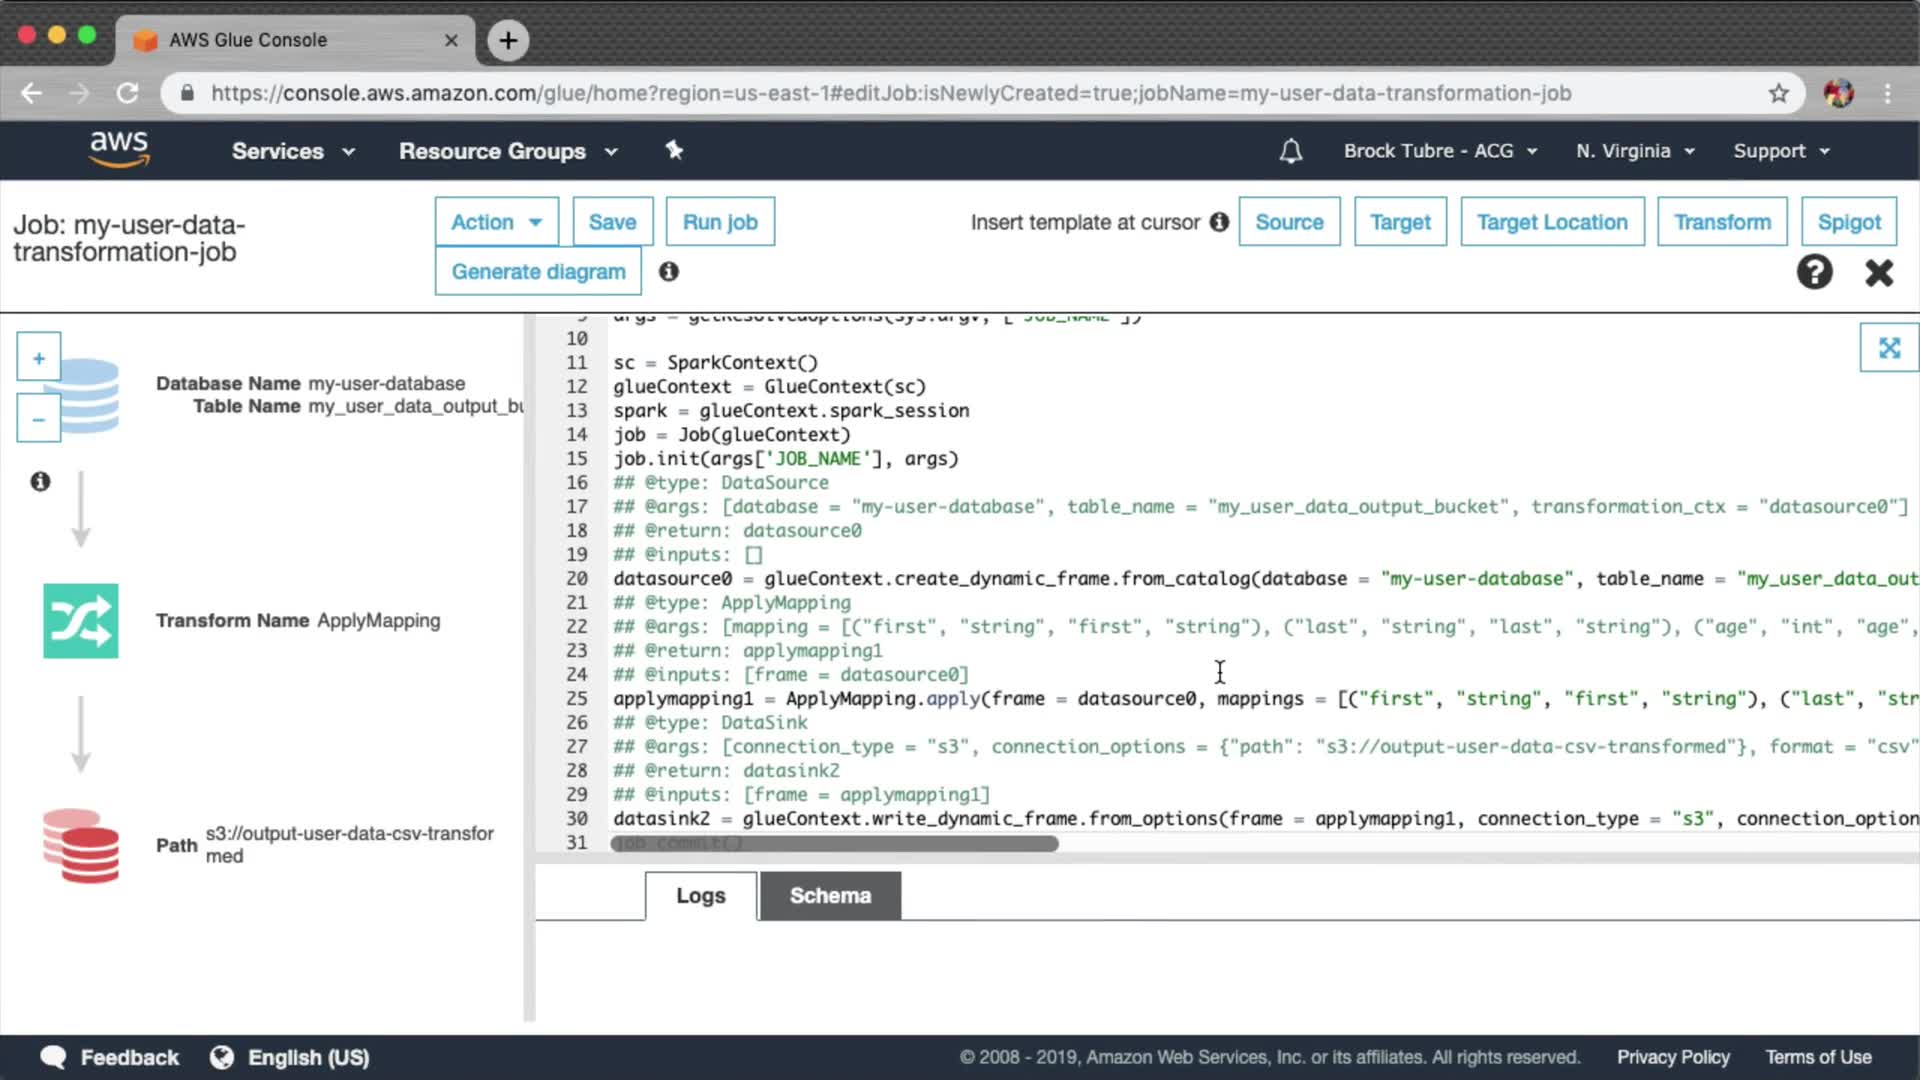 AWS Glue Console
https://console.aws.amazon.com/glue/home?region=us-east-1#editJob:isNewlyCreated=true;jobName=my-user-data-transformation-job
aws
Services
Resource Groups
Brock Tubre - ACG
N. Virginia
Support
Job: my-user-data-
transformation-job
Action
Save
Run job
Generate diagram
Insert template at cursor
Source
Target
Target Location
Transform
Spigot
+
−
Database Name my-user-database
Table Name my_user_data_output_bu
Transform Name ApplyMapping
Path s3://output-user-data-csv-transfor
med
9 args = getResolvedOptions(sys.argv, ['JOB_NAME'])
10
11 sc = SparkContext()
12 glueContext = GlueContext(sc)
13 spark = glueContext.spark_session
14 job = Job(glueContext)
15 job.init(args['JOB_NAME'], args)
16 ## @type: DataSource
17 ## @args: [database = "my-user-database", table_name = "my_user_data_output_bucket", transformation_ctx = "datasource0"]
18 ## @return: datasource0
19 ## @inputs: []
20 datasource0 = glueContext.create_dynamic_frame.from_catalog(database = "my-user-database", table_name = "my_user_data_out
21 ## @type: ApplyMapping
22 ## @args: [mapping = [("first", "string", "first", "string"), ("last", "string", "last", "string"), ("age", "int", "age",
23 ## @return: applymapping1
24 ## @inputs: [frame = datasource0]
25 applymapping1 = ApplyMapping.apply(frame = datasource0, mappings = [("first", "string", "first", "string"), ("last", "str
26 ## @type: DataSink
27 ## @args: [connection_type = "s3", connection_options = {"path": "s3://output-user-data-csv-transformed"}, format = "csv"
28 ## @return: datasink2
29 ## @inputs: [frame = applymapping1]
30 datasink2 = glueContext.write_dynamic_frame.from_options(frame = applymapping1, connection_type = "s3", connection_option
31 job.commit()
Logs
Schema
Feedback
English (US)
© 2008 - 2019, Amazon Web Services, Inc. or its affiliates. All rights reserved.
Privacy Policy
Terms of Use